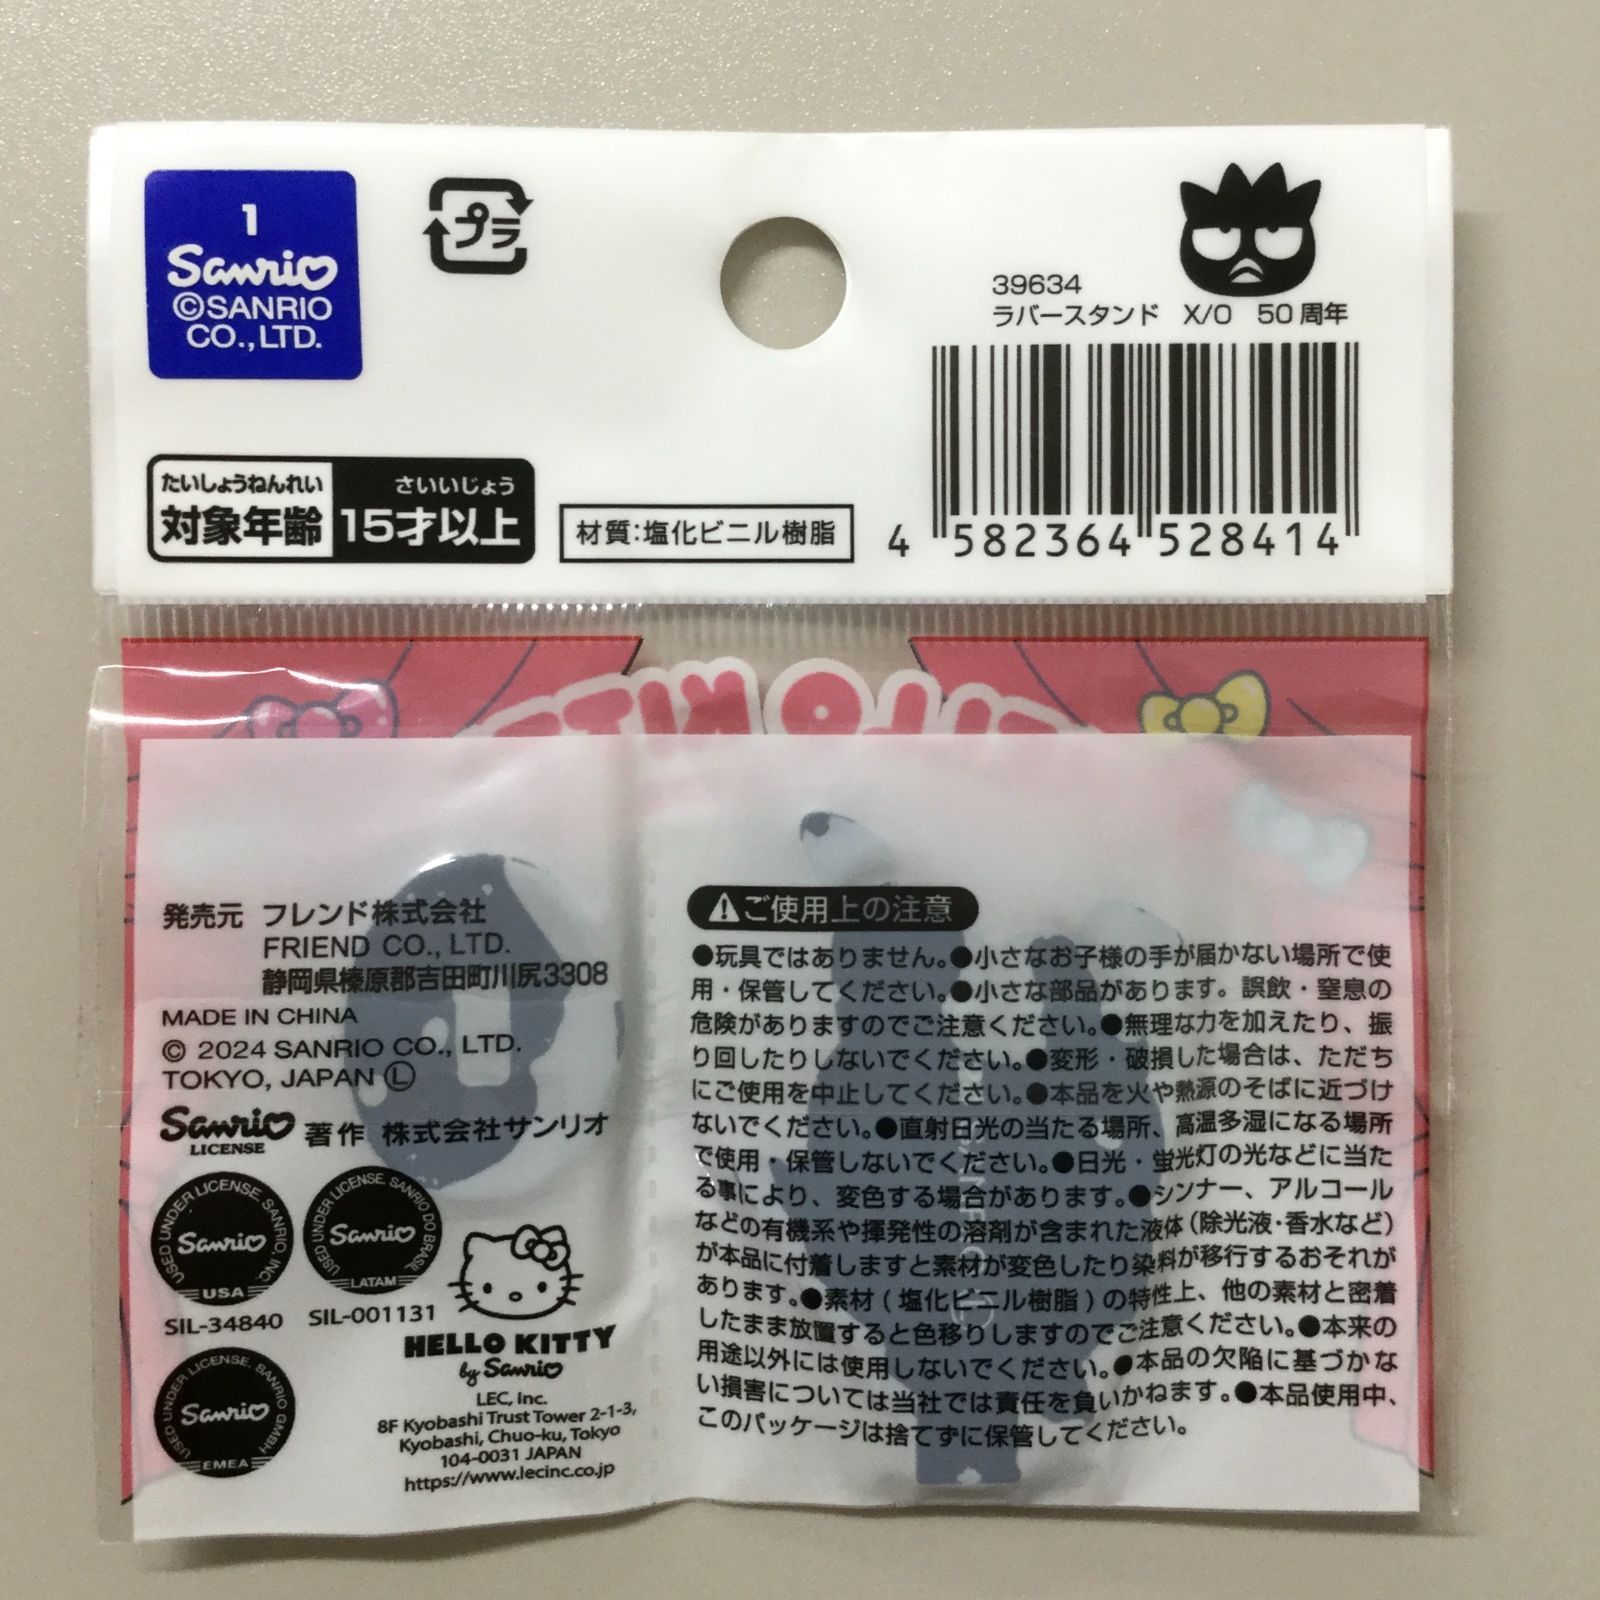 1
Sanrio
©SANRIO
CO., LTD.
プラ
39634
ラバースタンド X/O 50周年
たいしょうねんれい さいいじょう
対象年齢 15才以上
材質:塩化ビニル樹脂
4 582364 528414
発売元 フレンド株式会社
FRIEND CO., LTD.
静岡県榛原郡吉田町川尻3308
MADE IN CHINA
© 2024 SANRIO CO., LTD.
TOKYO, JAPAN Ⓛ
Sanrio
LICENSE
著作 株式会社サンリオ
USED UNDER LICENSE. SANRIO, INC.
Sanrio
USA
SIL-34840
USED UNDER LICENSE. SANRIO DO BRASIL
Sanrio
LATAM
SIL-001131
USED UNDER LICENSE. SANRIO GMBH
Sanrio
EMEA
HELLO KITTY
by Sanrio
LEC, Inc.
8F Kyobashi Trust Tower 2-1-3,
Kyobashi, Chuo-ku, Tokyo
104-0031 JAPAN
https://www.lecinc.co.jp
⚠ご使用上の注意
●玩具ではありません。●小さなお子様の手が届かない場所で使
用・保管してください。●小さな部品があります。誤飲・窒息の
危険がありますのでご注意ください。●無理な力を加えたり、振
り回したりしないでください。●変形・破損した場合は、ただち
にご使用を中止してください。●本品を火や熱源のそばに近づけ
ないでください。●直射日光の当たる場所、高温多湿になる場所
で使用・保管しないでください。●日光・蛍光灯の光などに当た
る事により、変色する場合があります。●シンナー、アルコール
などの有機系や揮発性の溶剤が含まれた液体(除光液・香水など)
が本品に付着しますと素材が変色したり染料が移行するおそれが
あります。●素材(塩化ビニル樹脂)の特性上、他の素材と密着
したまま放置すると色移りしますのでご注意ください。●本来の
用途以外には使用しないでください。●本品の欠陥に基づかな
い損害については当社では責任を負いかねます。●本品使用中、
このパッケージは捨てずに保管してください。